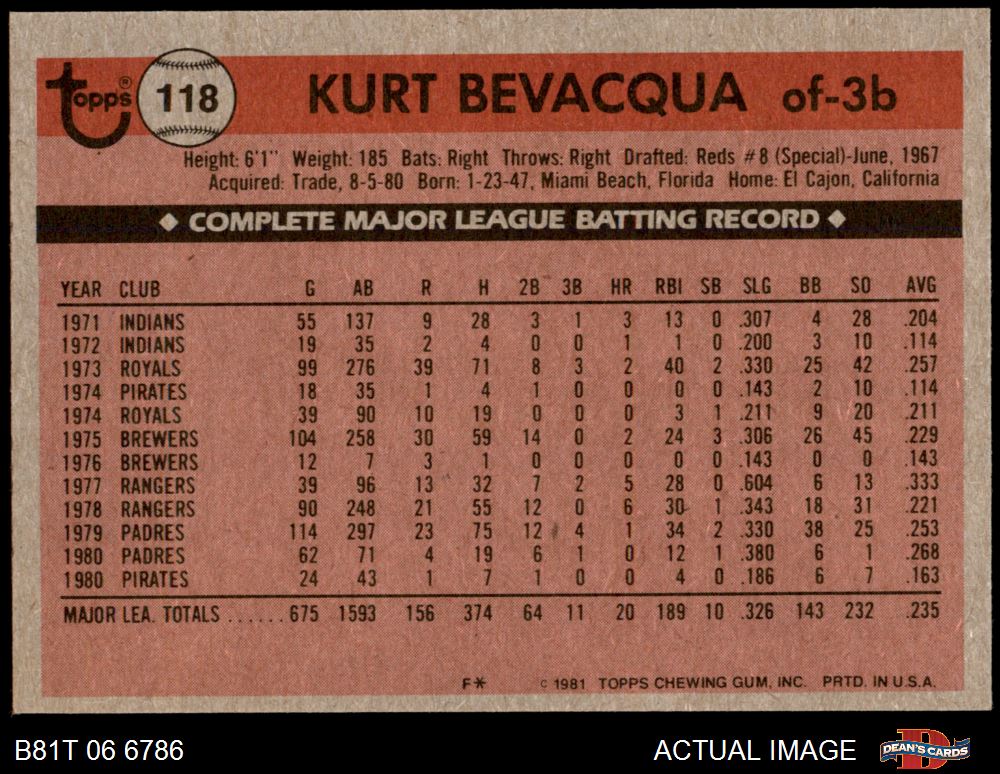 Topps® 118 KURT BEVACQUA of-3b
Height: 6'1" Weight: 185 Bats: Right Throws: Right Drafted: Reds #8 (Special)-June, 1967
Acquired: Trade, 8-5-80 Born: 1-23-47, Miami Beach, Florida Home: El Cajon, California
◆ COMPLETE MAJOR LEAGUE BATTING RECORD ◆
YEAR CLUB G AB R H 2B 3B HR RBI SB SLG BB SO AVG
1971 INDIANS 55 137 9 28 3 1 3 13 0 .307 4 28 .204
1972 INDIANS 19 35 2 4 0 0 1 1 0 .200 3 10 .114
1973 ROYALS 99 276 39 71 8 3 2 40 2 .330 25 42 .257
1974 PIRATES 18 35 1 4 1 0 0 0 0 .143 2 10 .114
1974 ROYALS 39 90 10 19 0 0 0 3 1 .211 9 20 .211
1975 BREWERS 104 258 30 59 14 0 2 24 3 .306 26 45 .229
1976 BREWERS 12 7 3 1 0 0 0 0 0 .143 0 0 .143
1977 RANGERS 39 96 13 32 7 2 5 28 0 .604 6 13 .333
1978 RANGERS 90 248 21 55 12 0 6 30 1 .343 18 31 .221
1979 PADRES 114 297 23 75 12 4 1 34 2 .330 38 25 .253
1980 PADRES 62 71 4 19 6 1 0 12 1 .380 6 1 .268
1980 PIRATES 24 43 1 7 1 0 0 4 0 .186 6 7 .163
MAJOR LEA. TOTALS ...... 675 1593 156 374 64 11 20 189 10 .326 143 232 .235
F* © 1981 TOPPS CHEWING GUM, INC. PRTD. IN U.S.A.
B81T 06 6786 ACTUAL IMAGE DEAN'S CARDS